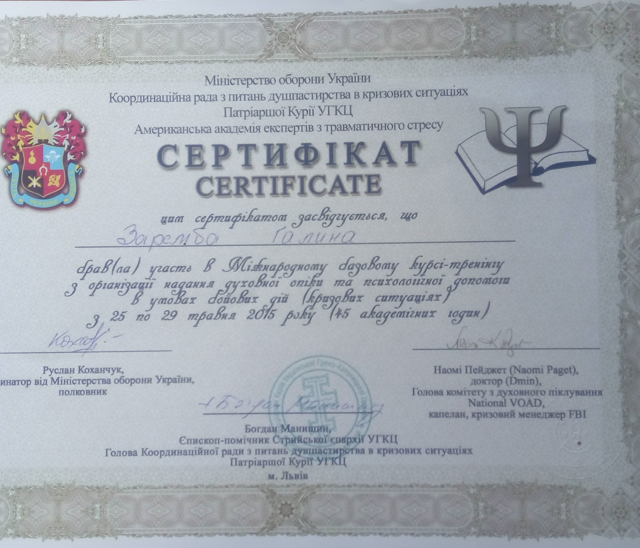 Міністерство оборони України
Координаційна рада з питань душпастирства в кризових ситуаціях
Патріаршої Курії УГКЦ
Американська академія експертів з травматичного стресу
СЕРТИФІКАТ
CERTIFICATE
цим сертифікатом засвідчується, що
Заремба Галина
брав(ла) участь в Міжнародному базовому курсі-тренінгу
з організації надання духовної опіки та психологічної допомоги
в умовах бойових дій (кризових ситуаціях)
з 25 по 29 травня 2015 року (45 академічних годин)
Руслан Коханчук,
инатор від Міністерства оборони України,
полковник
Наомі Пейджет (Naomi Paget),
доктор (Dmin),
Голова комітету з духовного піклування
National VOAD,
капелан, кризовий менеджер FBI
Богдан Манишин,
Єпископ-помічник Стрийської єпархії УГКЦ
Голова Координаційної ради з питань душпастирства в кризових ситуаціях
Патріаршої Курії УГКЦ
м. Львів